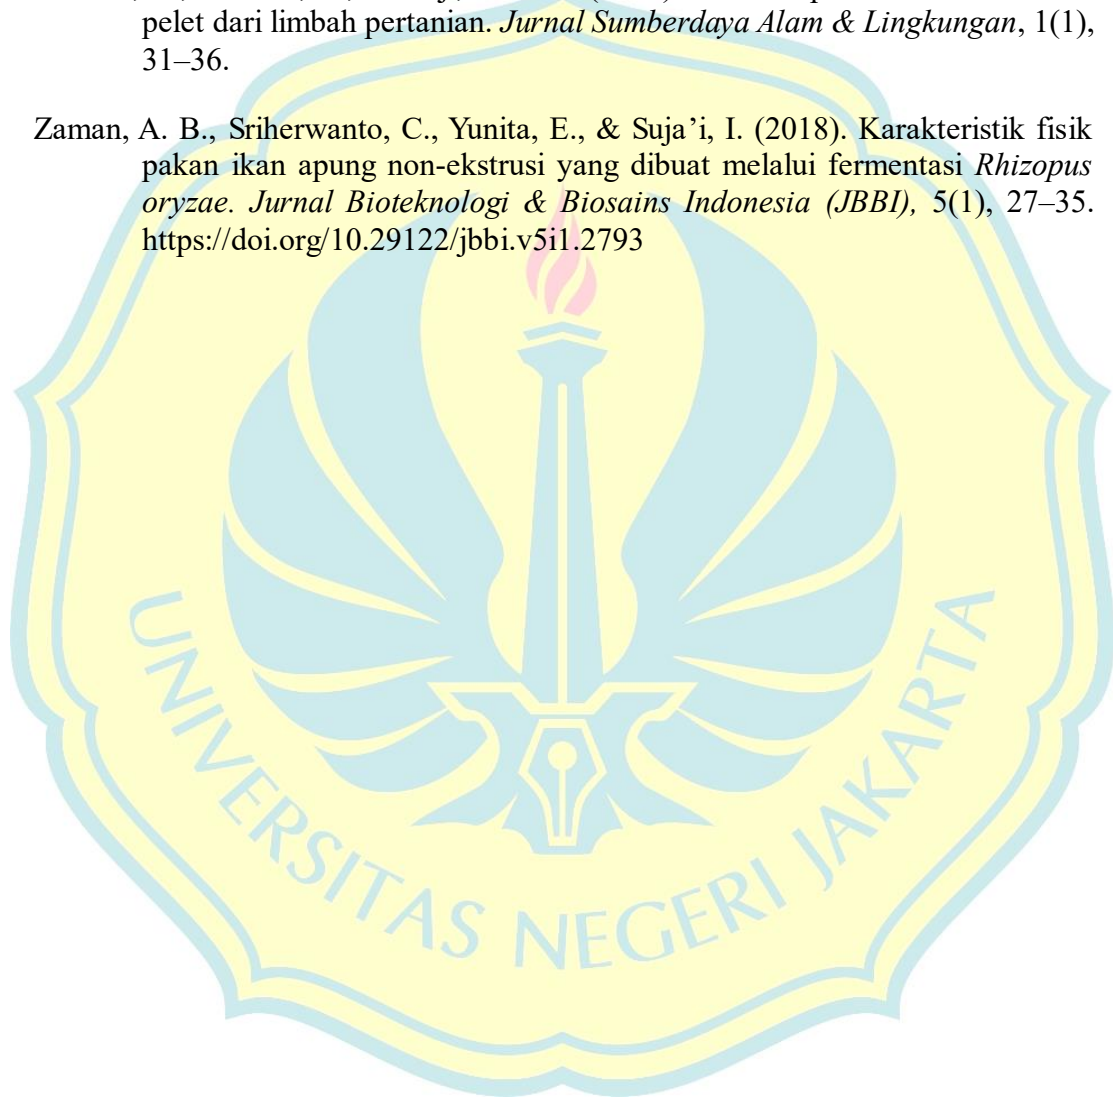 pelet dari limbah pertanian. Jurnal Sumberdaya Alam & Lingkungan, 1(1),
31–36.
Zaman, A. B., Sriherwanto, C., Yunita, E., & Suja’i, I. (2018). Karakteristik fisik
pakan ikan apung non-ekstrusi yang dibuat melalui fermentasi Rhizopus
oryzae. Jurnal Bioteknologi & Biosains Indonesia (JBBI), 5(1), 27–35.
https://doi.org/10.29122/jbbi.v5i1.2793
UNIVERSITAS NEGERI JAKARTA